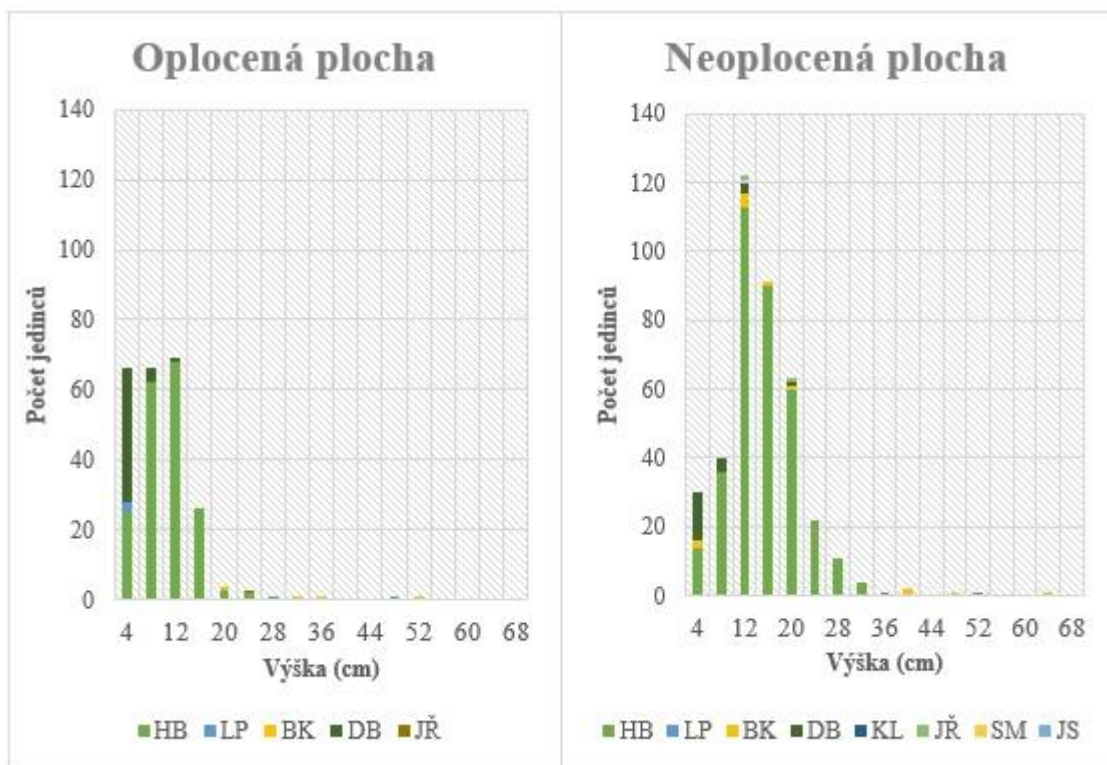 Oplocená plocha
140
120
100
80
60
40
20
0
Počet jedinců
4 12 20 28 36 44 52 60 68
Výška (cm)
HB LP BK DB JŘ
Neoplocená plocha
140
120
100
80
60
40
20
0
Počet jedinců
4 12 20 28 36 44 52 60 68
Výška (cm)
HB LP BK DB KL JŘ SM JS